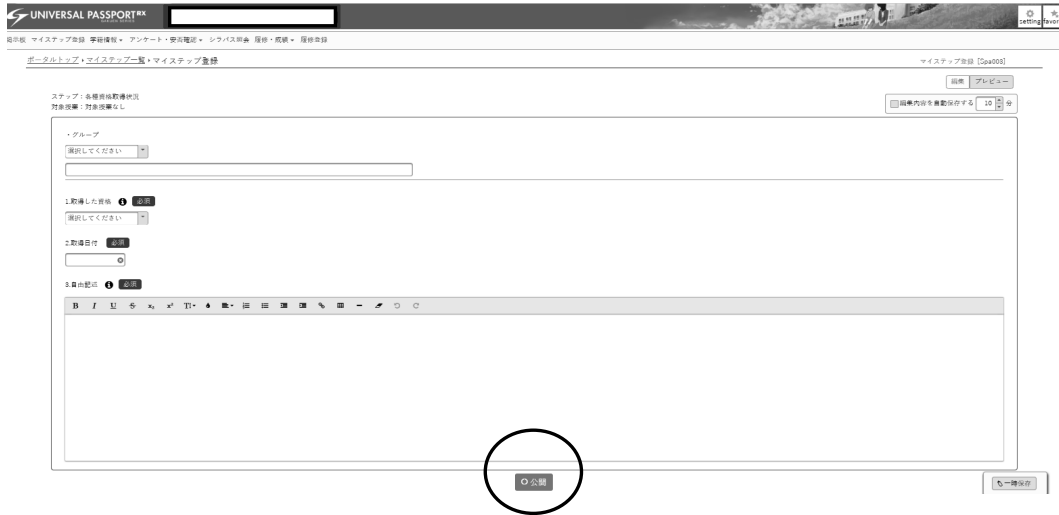 UNIVERSAL PASSPORT RX
setting favor
掲示板 マイステップ登録 学籍情報 アンケート・安否確認 シラバス照会 履修・成績 履修登録
ポータルトップ マイステップ一覧 マイステップ登録
マイステップ登録 [Spa003]
編集 プレビュー
ステップ：各種資格取得状況
対象授業：対象授業なし
編集内容を自動保存する 10 分
・グループ
選択してください
1.取得した資格 必須
選択してください
2.取得日付 必須
3.自由記述 必須
B I U S x₂ x² TI
公開
一時保存